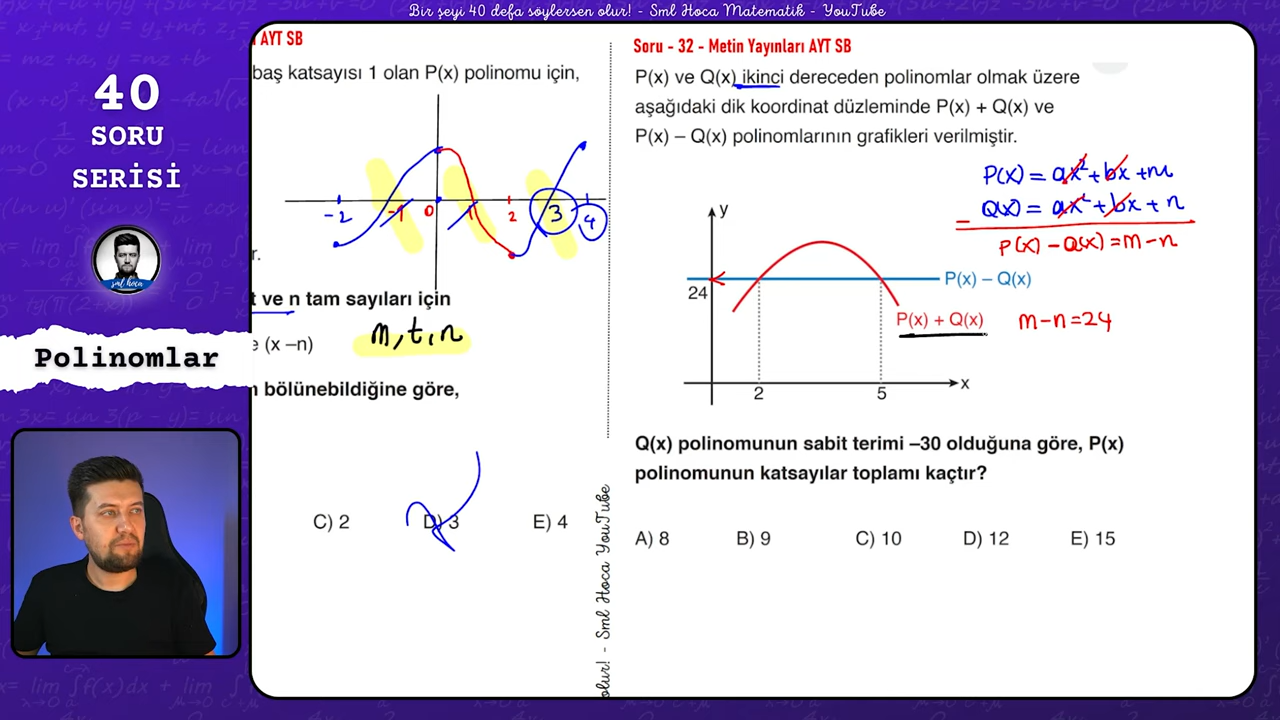 Bir şeyi 40 defa söylersen olur! - Sml Hoca Matematik - YouTube
40
SORU
SERİSİ
sml hoca
Polinomlar
AYT SB
baş katsayısı 1 olan P(x) polinomu için,
-2 -1 0 1 2 3 4
r.
t ve n tam sayıları için
e (x –n)
m, t, n
bölünebildiğine göre,
C) 2 D) 3 E) 4
olur! - Sml Hoca YouTube
Soru - 32 - Metin Yayınları AYT SB
P(x) ve Q(x) ikinci dereceden polinomlar olmak üzere
aşağıdaki dik koordinat düzleminde P(x) + Q(x) ve
P(x) – Q(x) polinomlarının grafikleri verilmiştir.
P(x) = ax²+bx+m
Q(x) = ax²+bx+n
P(x) - Q(x) = m-n
y
P(x) – Q(x)
24
P(x) + Q(x)
m-n=24
x
2 5
Q(x) polinomunun sabit terimi –30 olduğuna göre, P(x)
polinomunun katsayılar toplamı kaçtır?
A) 8 B) 9 C) 10 D) 12 E) 15